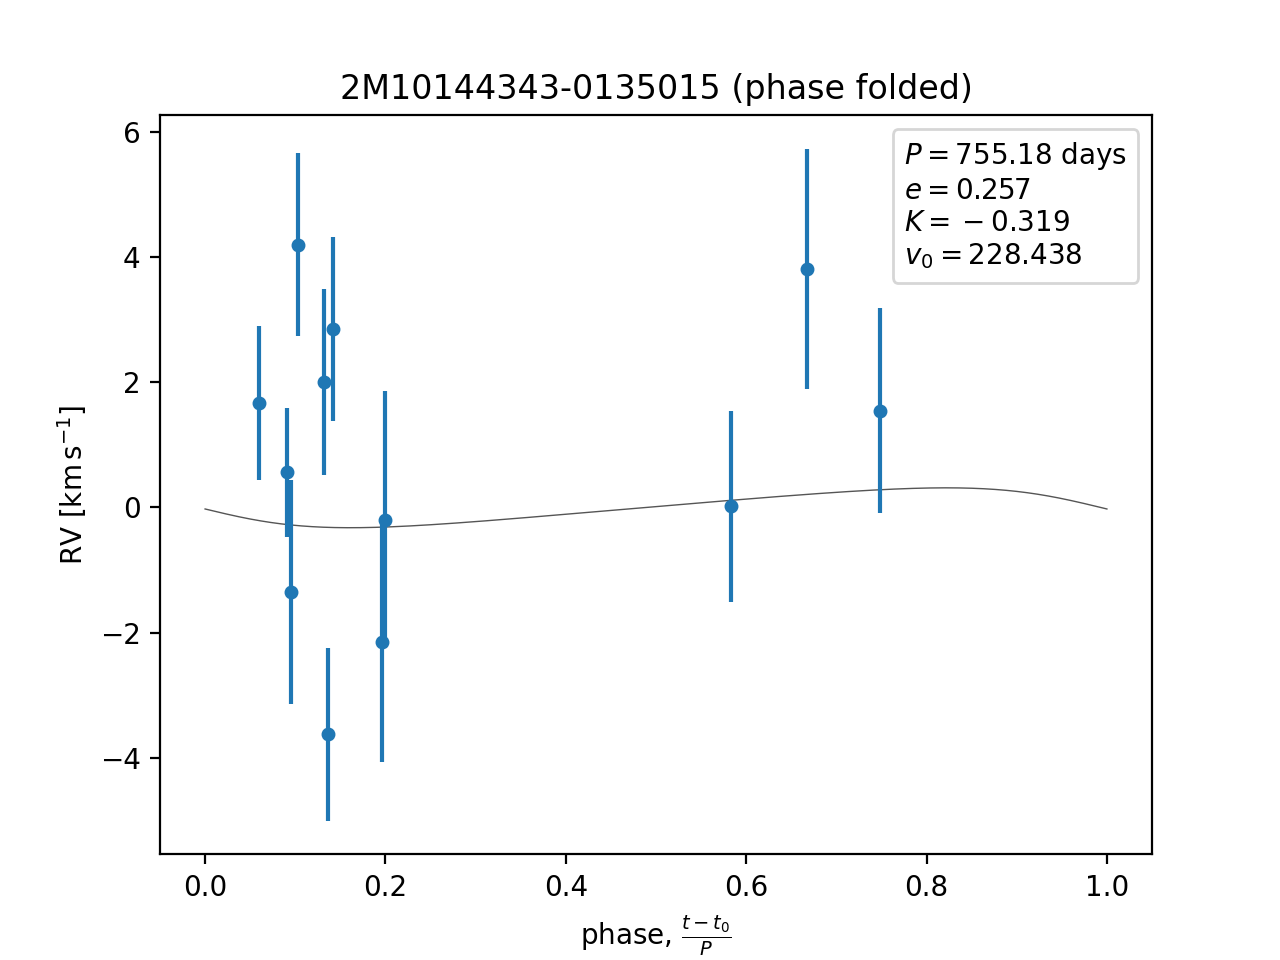 2M10144343-0135015 (phase folded)
P = 755.18 days
e = 0.257
K = −0.319
v₀ = 228.438
6
4
2
0
−2
−4
RV [km s⁻¹]
0.0 0.2 0.4 0.6 0.8 1.0
phase, (t − t₀)/P